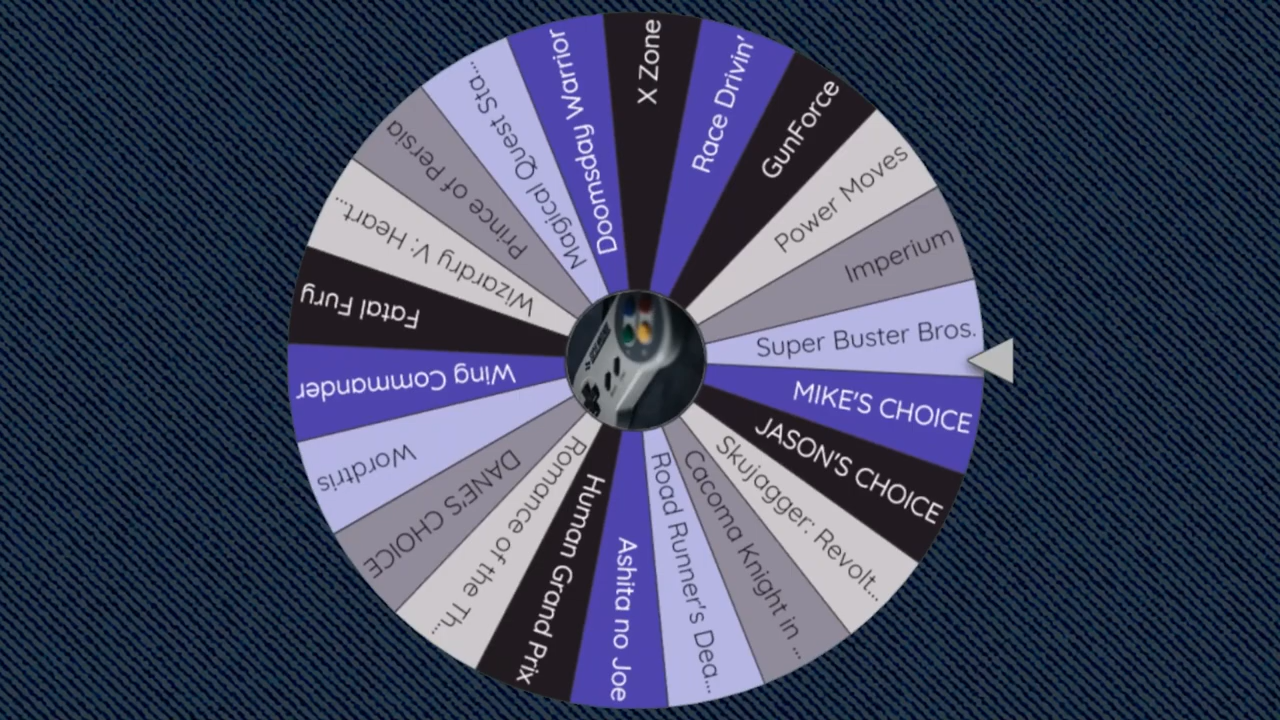 X Zone
Race Drivin'
GunForce
Power Moves
Imperium
Super Buster Bros.
MIKE'S CHOICE
JASON'S CHOICE
Skujagger: Revolt...
Cacoma Knight in ...
Road Runner's Dea...
Ashita no Joe
Human Grand Prix
Romance of the Th...
DANE'S CHOICE
Wordtris
Wing Commander
Fatal Fury
Wizardry V: Heart...
Prince of Persia
Magical Quest Sta...
Doomsday Warrior